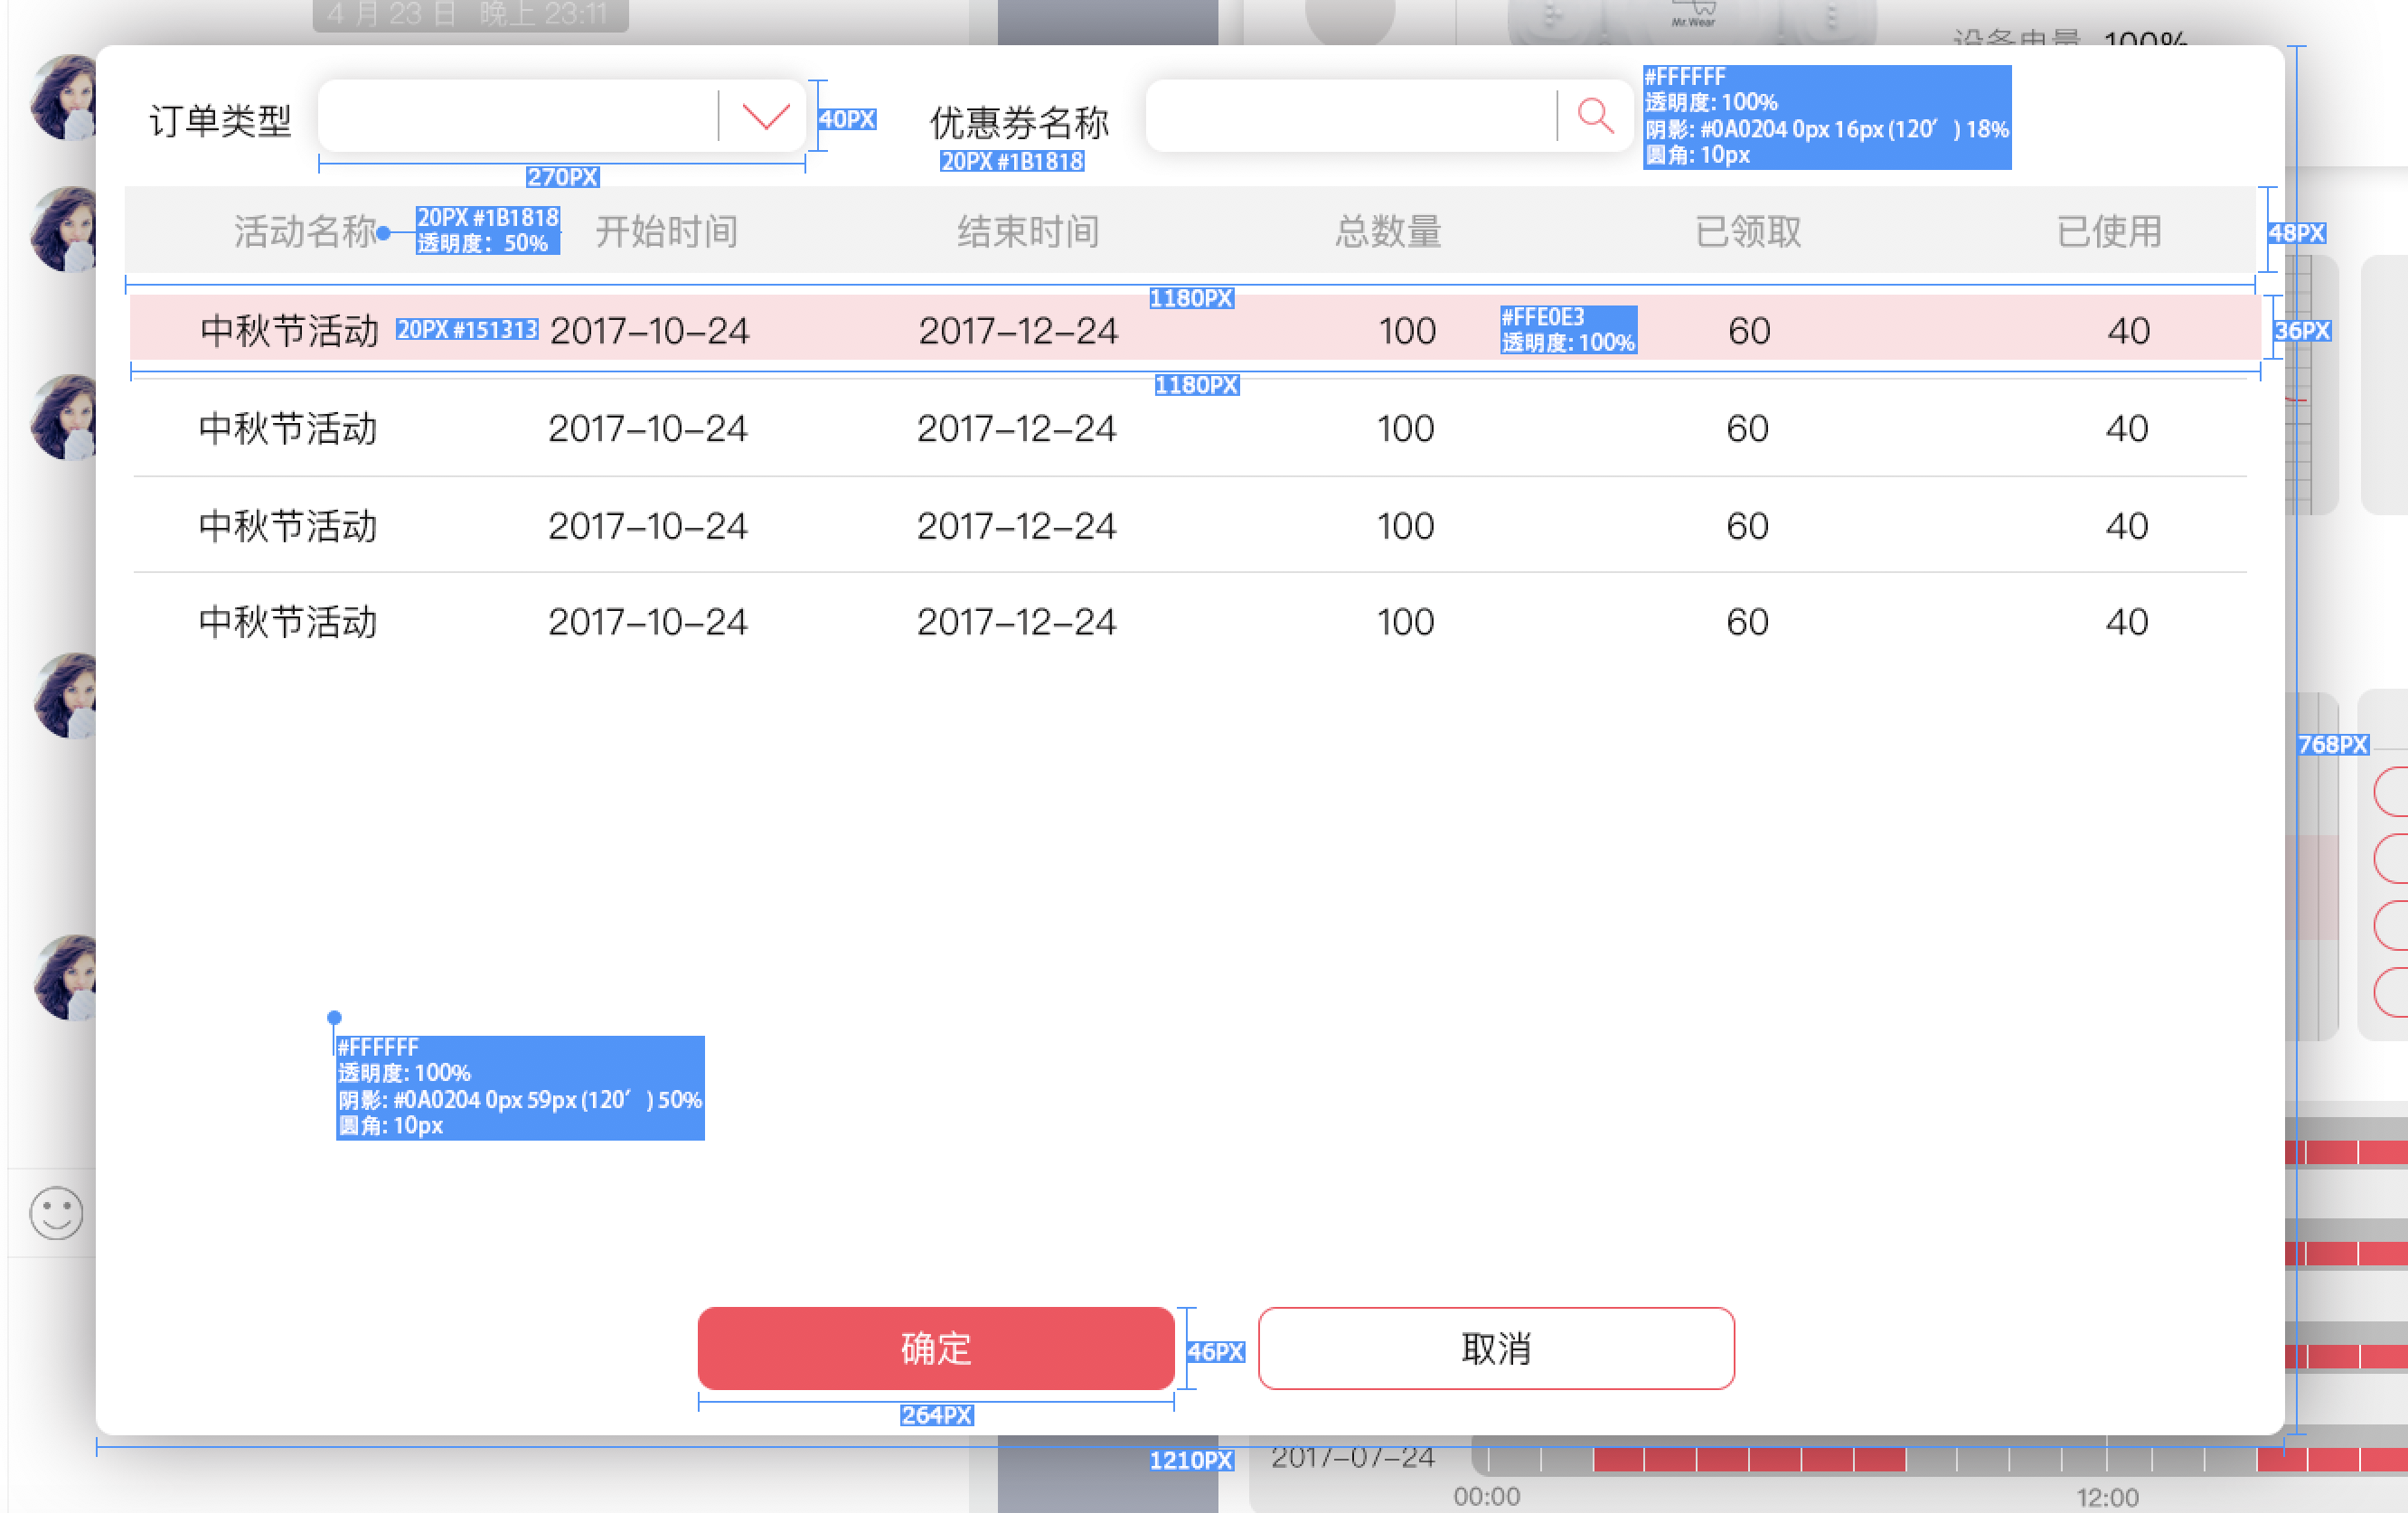 4 月 23 日 晚上 23:11
Mr.Wear
设备电量 100%
订单类型
40PX
270PX
优惠券名称
20PX #1B1818
#FFFFFF
透明度: 100%
阴影: #0A0204 0px 16px (120′ ) 18%
圆角: 10px
活动名称 开始时间 结束时间 总数量 已领取 已使用
20PX #1B1818
透明度: 50%
48PX
1180PX
中秋节活动 2017-10-24 2017-12-24 100 60 40
20PX #151313
#FFE0E3
透明度: 100%
36PX
1180PX
中秋节活动 2017-10-24 2017-12-24 100 60 40
中秋节活动 2017-10-24 2017-12-24 100 60 40
中秋节活动 2017-10-24 2017-12-24 100 60 40
768PX
#FFFFFF
透明度: 100%
阴影: #0A0204 0px 59px (120′ ) 50%
圆角: 10px
确定
46PX
取消
264PX
1210PX
2017-07-24
00:00 12:00